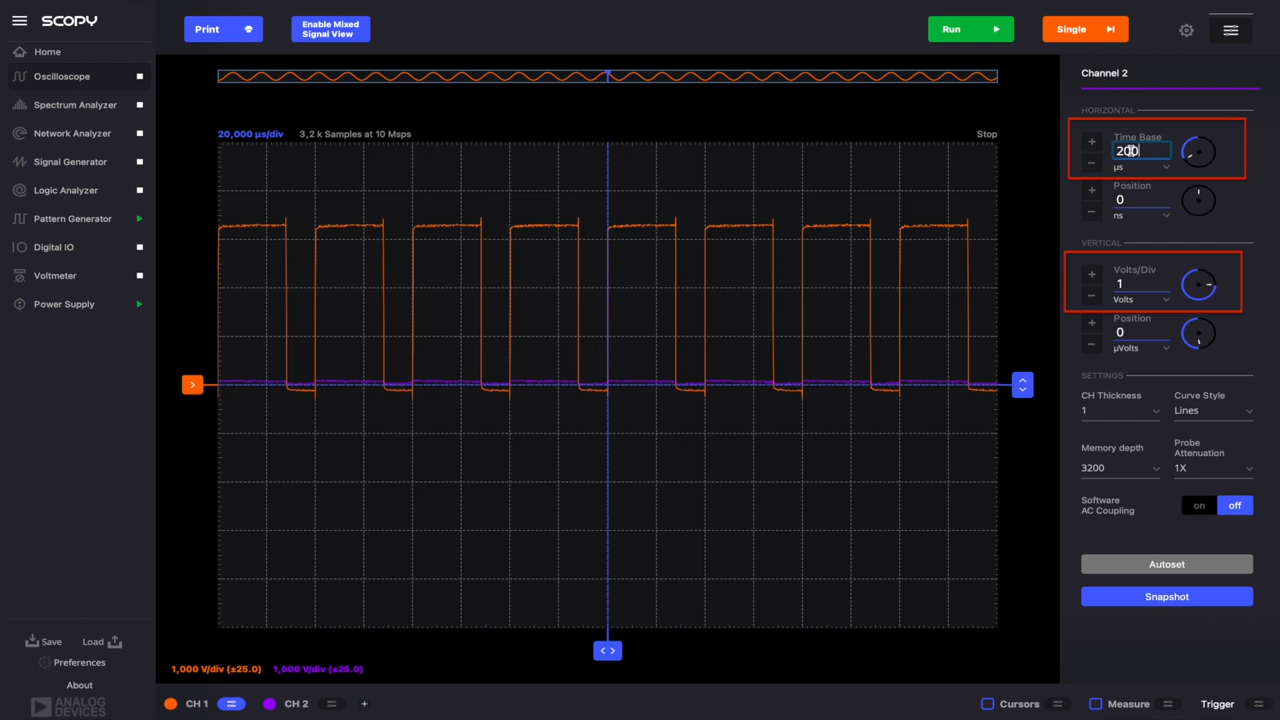 SCOPY
Print
Enable Mixed
Signal View
Run
Single
Home
Oscilloscope
Spectrum Analyzer
Network Analyzer
Signal Generator
Logic Analyzer
Pattern Generator
Digital IO
Voltmeter
Power Supply
Save
Load
Preferences
About
ANALOG
DEVICES
20,000 µs/div
3,2 k Samples at 10 Msps
Stop
1,000 V/div (±25.0)
1,000 V/div (±25.0)
CH 1
CH 2
+
Cursors
Measure
Trigger
Channel 2
HORIZONTAL
Time Base
+
200
-
µs
Position
+
0
-
ns
VERTICAL
Volts/Div
+
1
-
Volts
Position
+
0
-
µVolts
SETTINGS
CH Thickness
1
Curve Style
Lines
Memory depth
3200
Probe
Attenuation
1X
Software
AC Coupling
on
off
Autoset
Snapshot